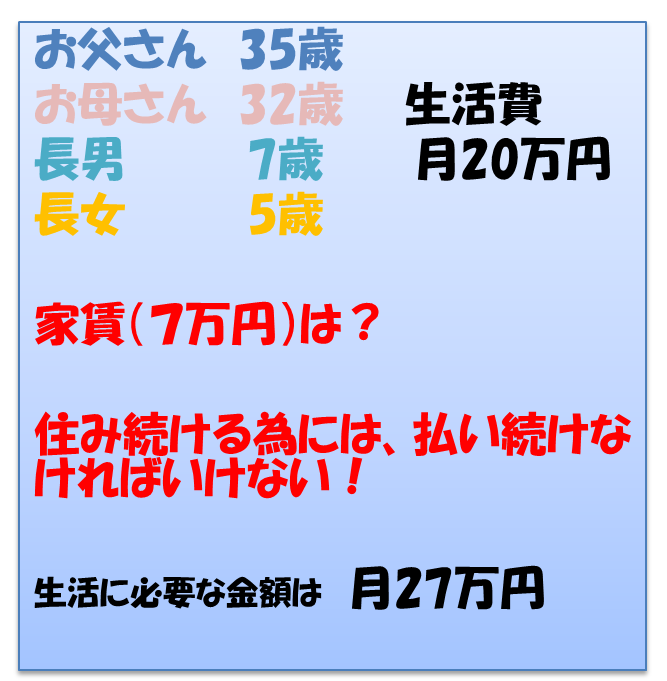 お父さん 35歳
お母さん 32歳 生活費
長男 7歳 月20万円
長女 5歳
家賃(7万円)は？
住み続ける為には、払い続けな
ければいけない！
生活に必要な金額は 月27万円